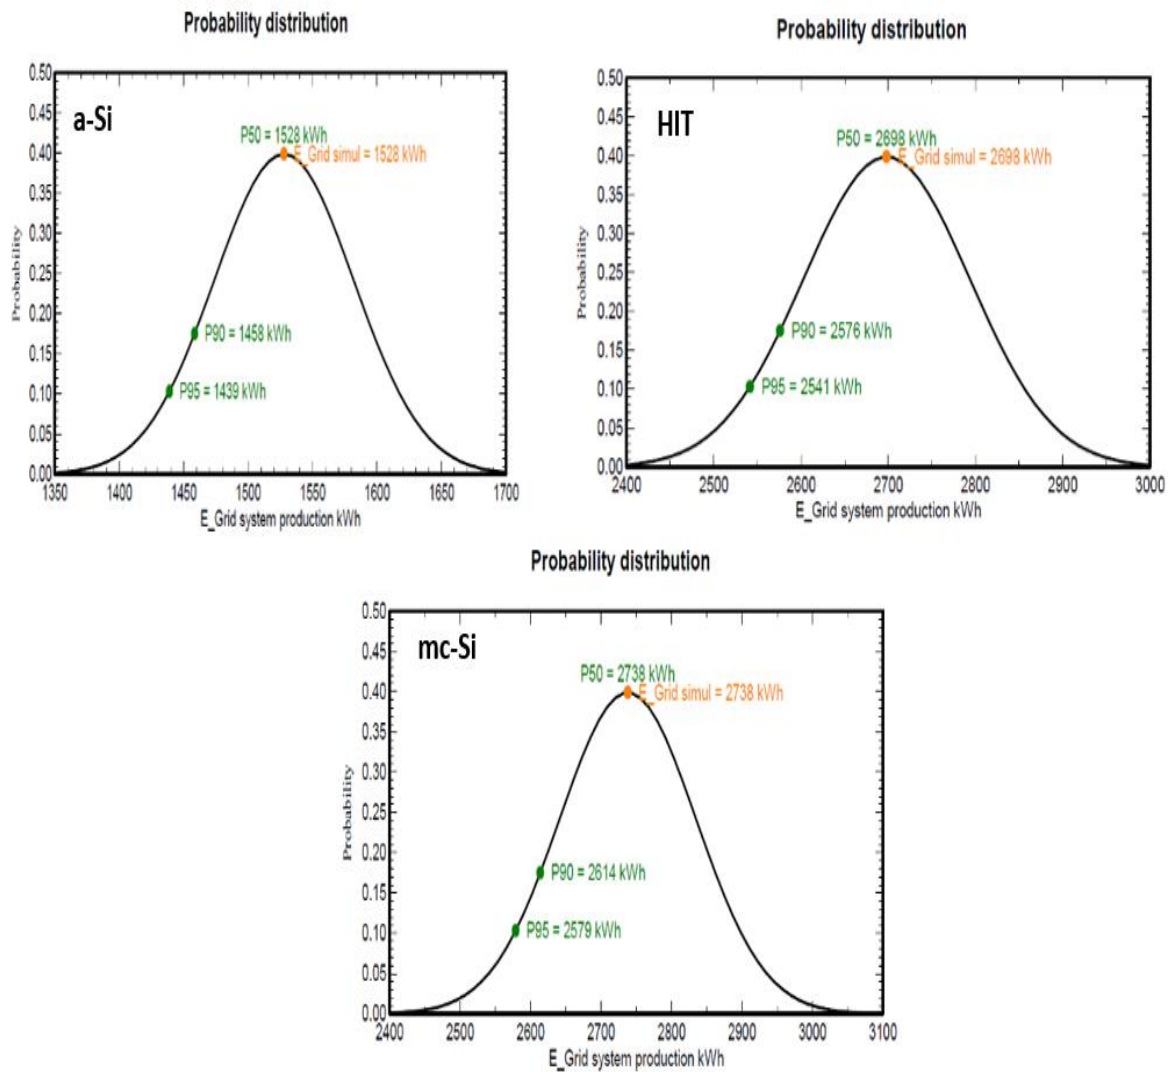 Probability distribution
0.50
0.45
0.40
0.35
0.30
0.25
0.20
0.15
0.10
0.05
0.00
Probability
a-Si
P50 = 1528 kWh
E_Grid simul = 1528 kWh
P90 = 1458 kWh
P95 = 1439 kWh
1350 1400 1450 1500 1550 1600 1650 1700
E_Grid system production kWh
Probability distribution
0.50
0.45
0.40
0.35
0.30
0.25
0.20
0.15
0.10
0.05
0.00
Probability
HIT
P50 = 2698 kWh
E_Grid simul = 2698 kWh
P90 = 2576 kWh
P95 = 2541 kWh
2400 2500 2600 2700 2800 2900 3000
E_Grid system production kWh
Probability distribution
0.50
0.45
0.40
0.35
0.30
0.25
0.20
0.15
0.10
0.05
0.00
Probability
mc-Si
P50 = 2738 kWh
E_Grid simul = 2738 kWh
P90 = 2614 kWh
P95 = 2579 kWh
2400 2500 2600 2700 2800 2900 3000 3100
E_Grid system production kWh